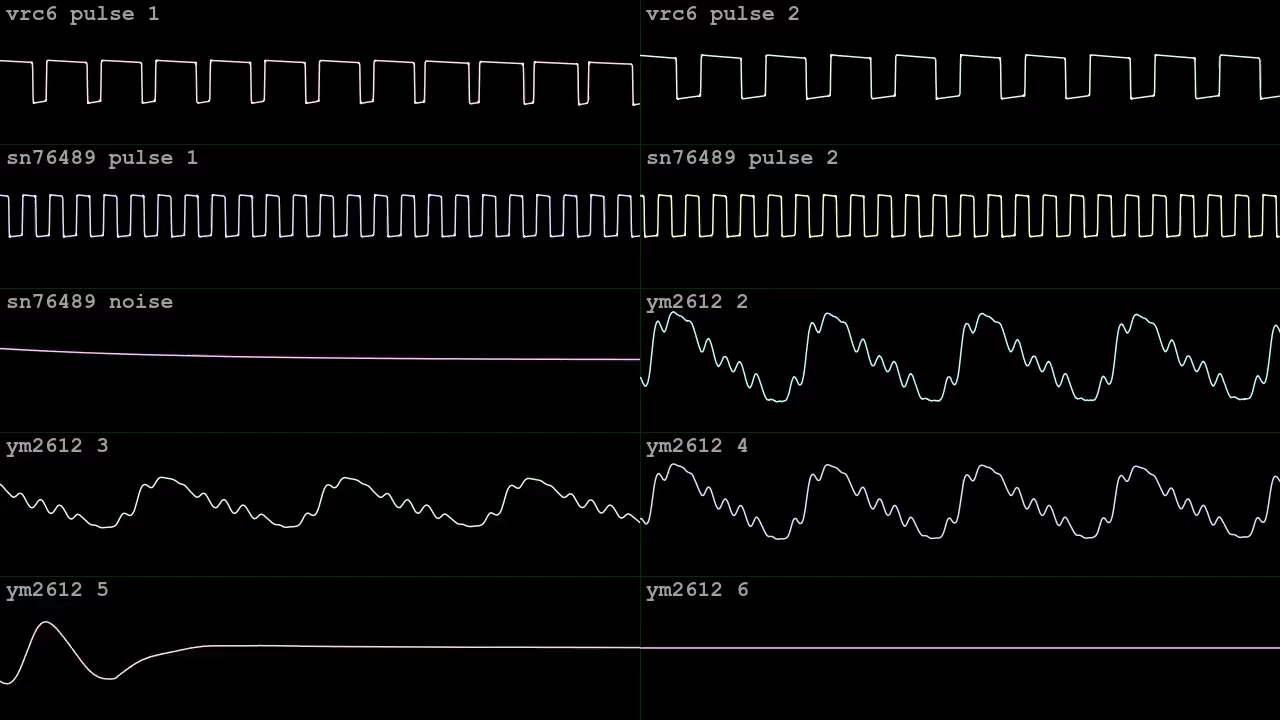 vrc6 pulse 1
vrc6 pulse 2
sn76489 pulse 1
sn76489 pulse 2
sn76489 noise
ym2612 2
ym2612 3
ym2612 4
ym2612 5
ym2612 6